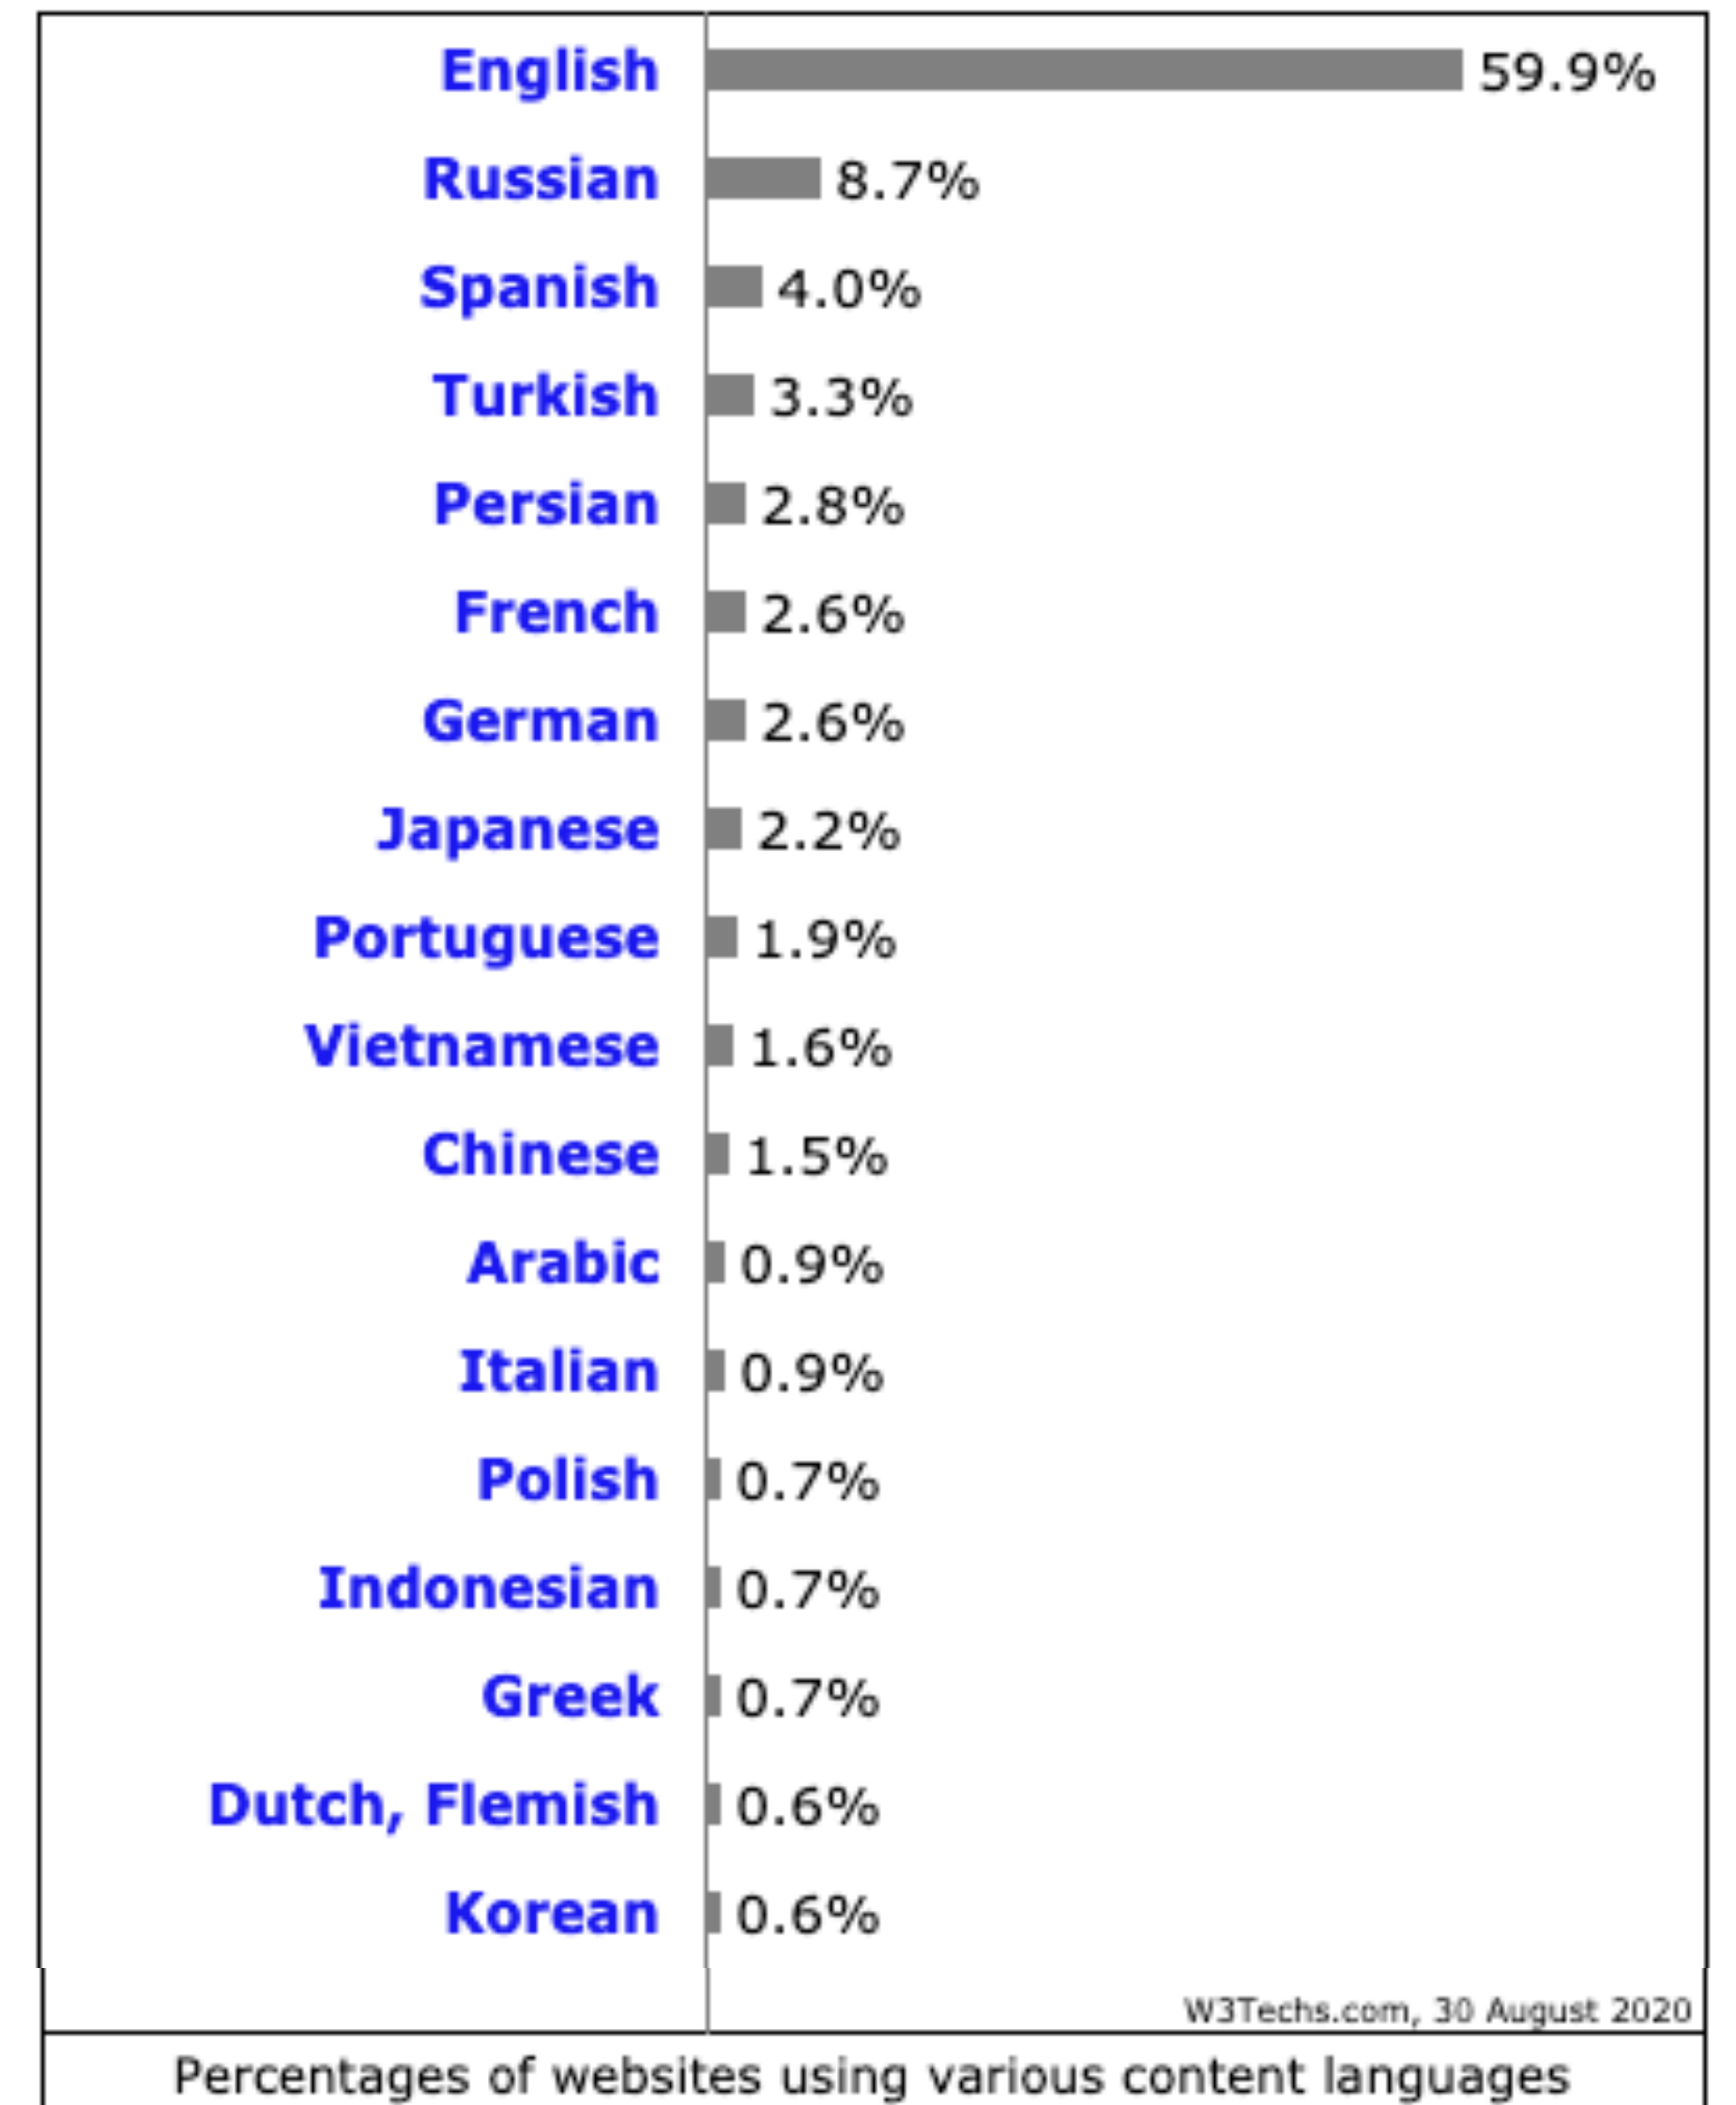 English 59.9%
Russian 8.7%
Spanish 4.0%
Turkish 3.3%
Persian 2.8%
French 2.6%
German 2.6%
Japanese 2.2%
Portuguese 1.9%
Vietnamese 1.6%
Chinese 1.5%
Arabic 0.9%
Italian 0.9%
Polish 0.7%
Indonesian 0.7%
Greek 0.7%
Dutch, Flemish 0.6%
Korean 0.6%
W3Techs.com, 30 August 2020
Percentages of websites using various content languages